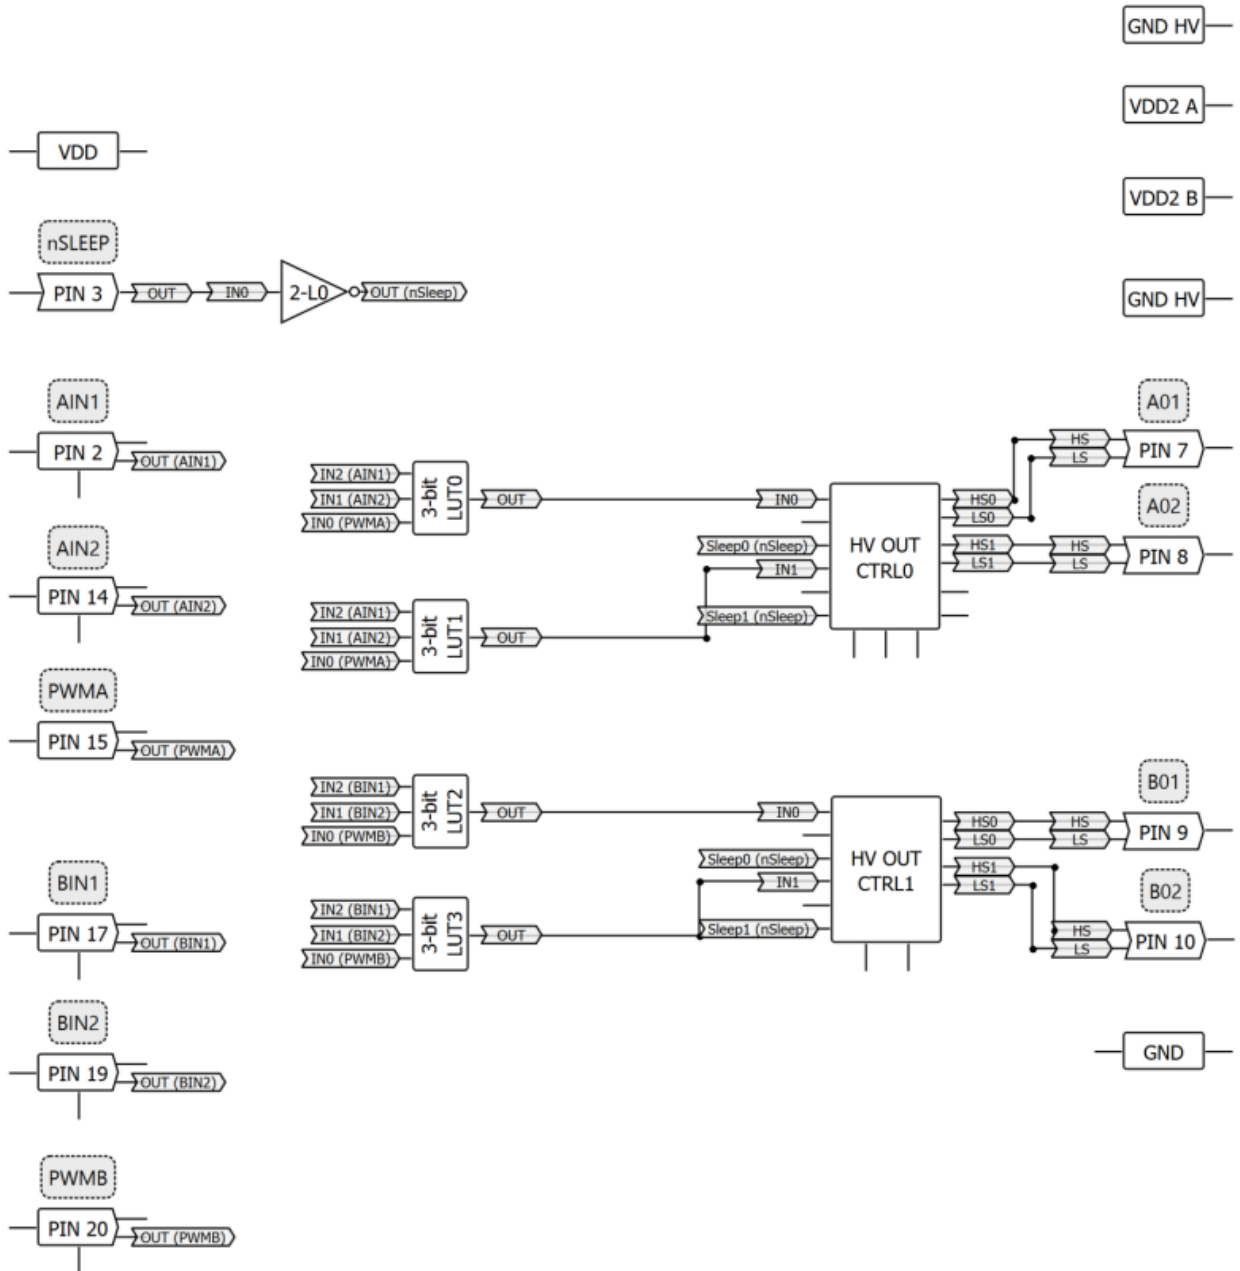 GND HV
VDD2 A
VDD
VDD2 B
nSLEEP
PIN 3
OUT
IN0
2-L0
OUT (nSleep)
GND HV
AIN1
PIN 2
OUT (AIN1)
IN2 (AIN1)
IN1 (AIN2)
IN0 (PWMA)
3-bit
LUT0
OUT
IN0
Sleep0 (nSleep)
IN1
Sleep1 (nSleep)
HV OUT
CTRL0
HS0
LS0
HS1
LS1
HS
LS
A01
PIN 7
A02
HS
LS
PIN 8
AIN2
PIN 14
OUT (AIN2)
IN2 (AIN1)
IN1 (AIN2)
IN0 (PWMA)
3-bit
LUT1
OUT
PWMA
PIN 15
OUT (PWMA)
IN2 (BIN1)
IN1 (BIN2)
IN0 (PWMB)
3-bit
LUT2
OUT
IN0
Sleep0 (nSleep)
IN1
Sleep1 (nSleep)
HV OUT
CTRL1
HS0
LS0
HS1
LS1
HS
LS
B01
PIN 9
B02
HS
LS
PIN 10
BIN1
PIN 17
OUT (BIN1)
IN2 (BIN1)
IN1 (BIN2)
IN0 (PWMB)
3-bit
LUT3
OUT
BIN2
PIN 19
OUT (BIN2)
GND
PWMB
PIN 20
OUT (PWMB)